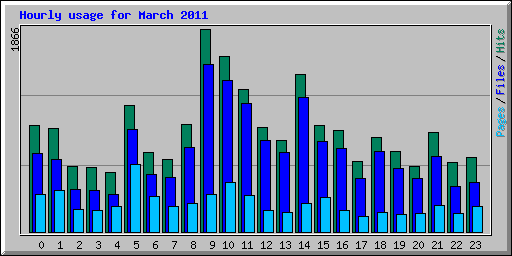 Hourly usage for March 2011
1866
Pages/Files/Hits
0 1 2 3 4 5 6 7 8 9 10 11 12 13 14 15 16 17 18 19 20 21 22 23